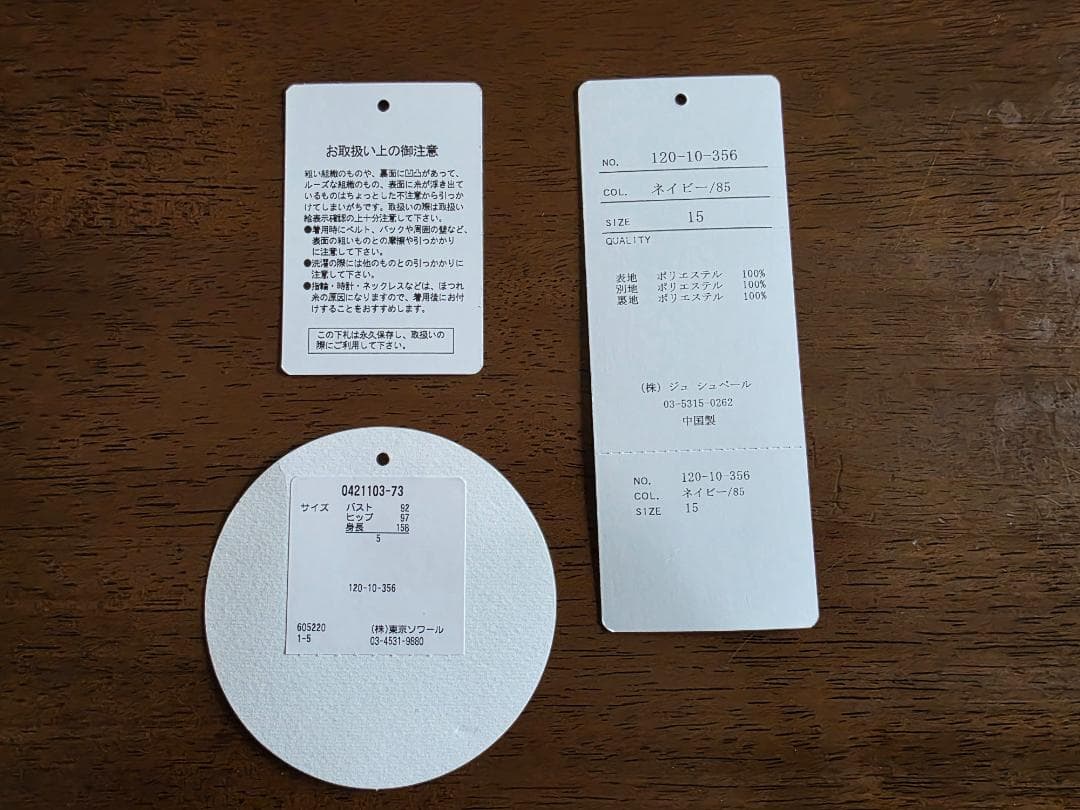 お取扱い上の御注意
粗い組織のものや、裏面に凹凸があって、
ルーズな組織のもの、表面に糸が浮き出て
いるものはちょっとした不注意から引っか
けてしまいがちです。取扱いの際は取扱い
絵表示確認の上十分注意して下さい。
●着用時にベルト、バックや周囲の壁など、
表面の粗いものとの摩擦や引っかかり
に注意して下さい。
●洗濯の際には他のものとの引っかかりに
注意して下さい。
●指輪・時計・ネックレスなどは、ほつれ
糸の原因になりますので、着用後にお付
けすることをおすすめします。
この下札は永久保存し、取扱いの
際にご利用して下さい。
0421103-73
サイズ バスト 92
ヒップ 97
身長 158
5
120-10-356
605220 (株)東京ソワール
1-5 03-4531-9880
NO. 120-10-356
COL. ネイビー/85
SIZE 15
QUALITY
表地 ポリエステル 100%
別地 ポリエステル 100%
裏地 ポリエステル 100%
(株) ジュ シュペール
03-5315-0262
中国製
NO. 120-10-356
COL. ネイビー/85
SIZE 15